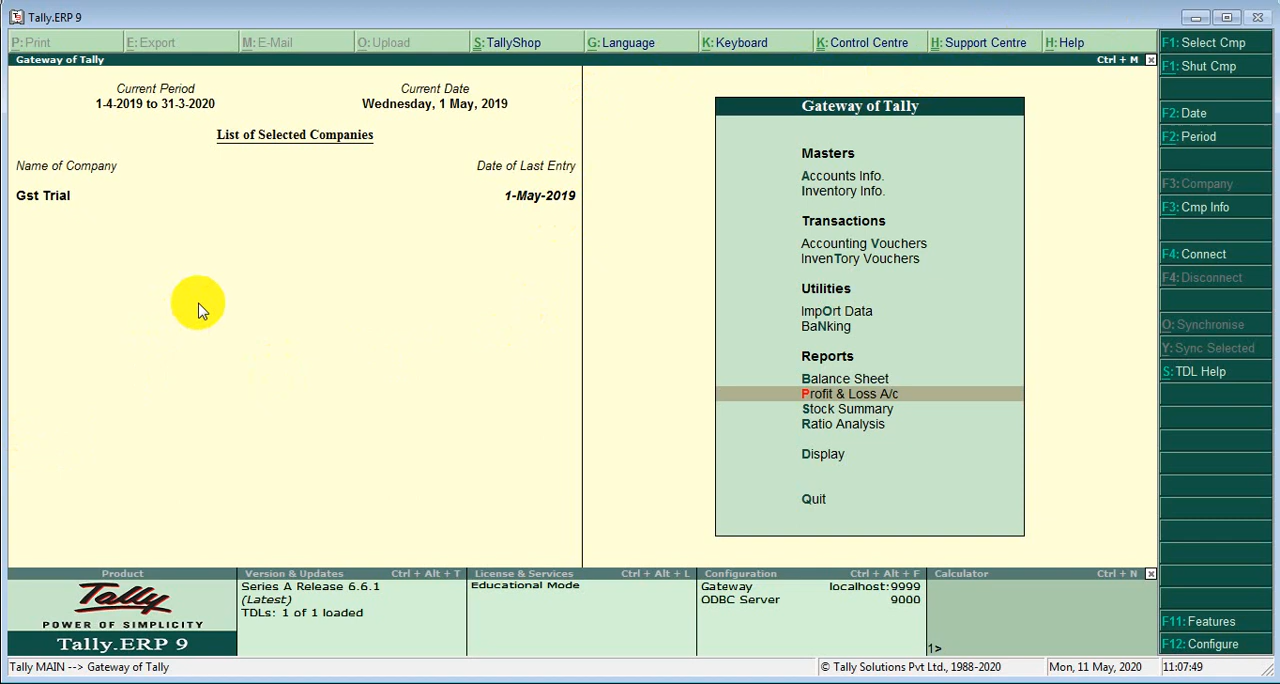 Tally.ERP 9
P: Print
E: Export
M: E-Mail
O: Upload
S: TallyShop
G: Language
K: Keyboard
K: Control Centre
H: Support Centre
H: Help
F1: Select Cmp
Gateway of Tally
Ctrl + M
F1: Shut Cmp
Current Period
1-4-2019 to 31-3-2020
Current Date
Wednesday, 1 May, 2019
List of Selected Companies
Name of Company
Date of Last Entry
Gst Trial
1-May-2019
Gateway of Tally
Masters
Accounts Info.
Inventory Info.
Transactions
Accounting Vouchers
InvenTory Vouchers
Utilities
ImpOrt Data
BaNking
Reports
Balance Sheet
Profit & Loss A/c
Stock Summary
Ratio Analysis
Display
Quit
F2: Date
F2: Period
F3: Company
F3: Cmp Info
F4: Connect
F4: Disconnect
O: Synchronise
Y: Sync Selected
S: TDL Help
F11: Features
F12: Configure
Product
Tally
POWER OF SIMPLICITY
Tally.ERP 9
Version & Updates
Ctrl + Alt + T
Series A Release 6.6.1
(Latest)
TDLs: 1 of 1 loaded
License & Services
Ctrl + Alt + L
Educational Mode
Configuration
Ctrl + Alt + F
Gateway
localhost:9999
ODBC Server
9000
Calculator
Ctrl + N
1>
Tally MAIN --> Gateway of Tally
© Tally Solutions Pvt Ltd., 1988-2020
Mon, 11 May, 2020
11:07:49